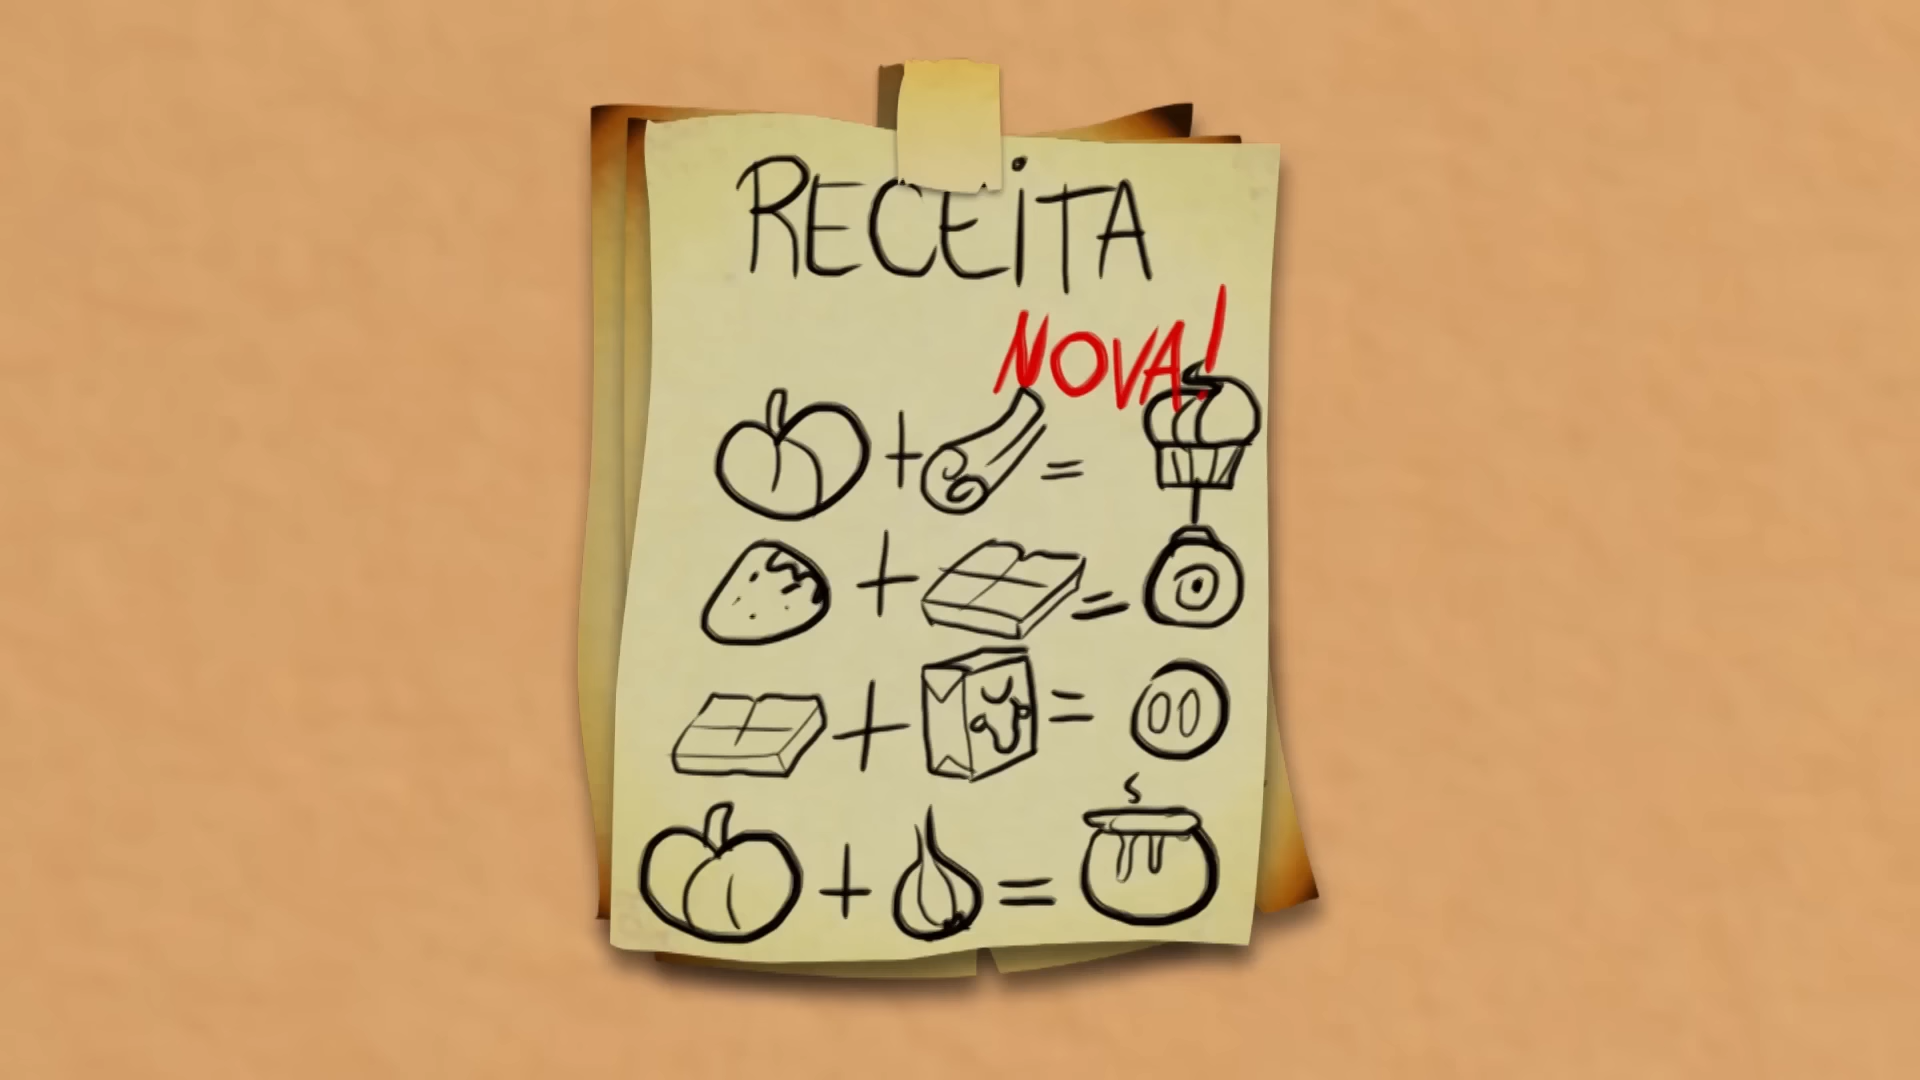 RECEITA
NOVA!
+ =
+ =
+ =
+ =